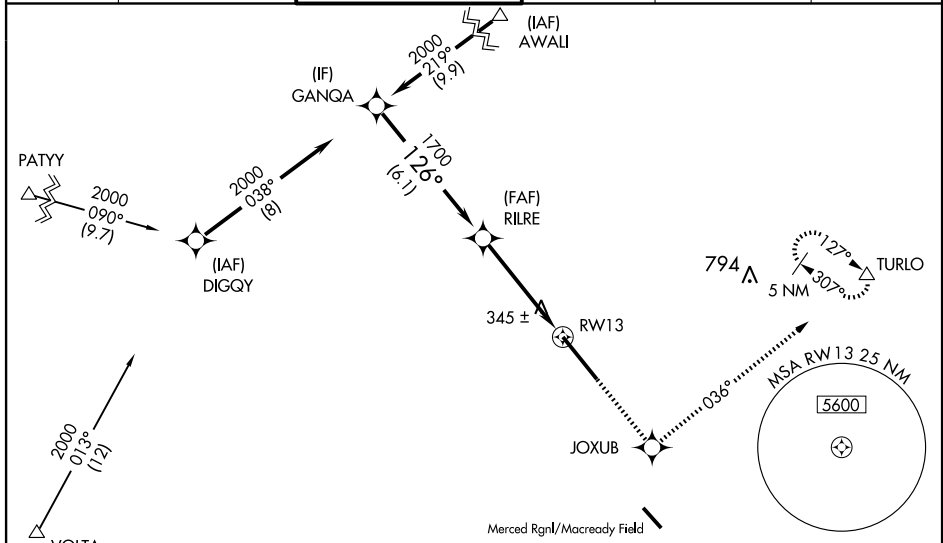 (IAF)
AWALI
2000
219°
(9.9)
(IF)
GANQA
PATYY
2000
090°
(9.7)
2000
038°
(8)
1700
126°
(6.1)
(FAF)
RILRE
(IAF)
DIGQY
794
127°
307°
5 NM
TURLO
345 ±
RW13
036°
MSA RW13 25 NM
5600
2000
013°
(12)
JOXUB
Merced Rgnl/Macready Field
VOLTA